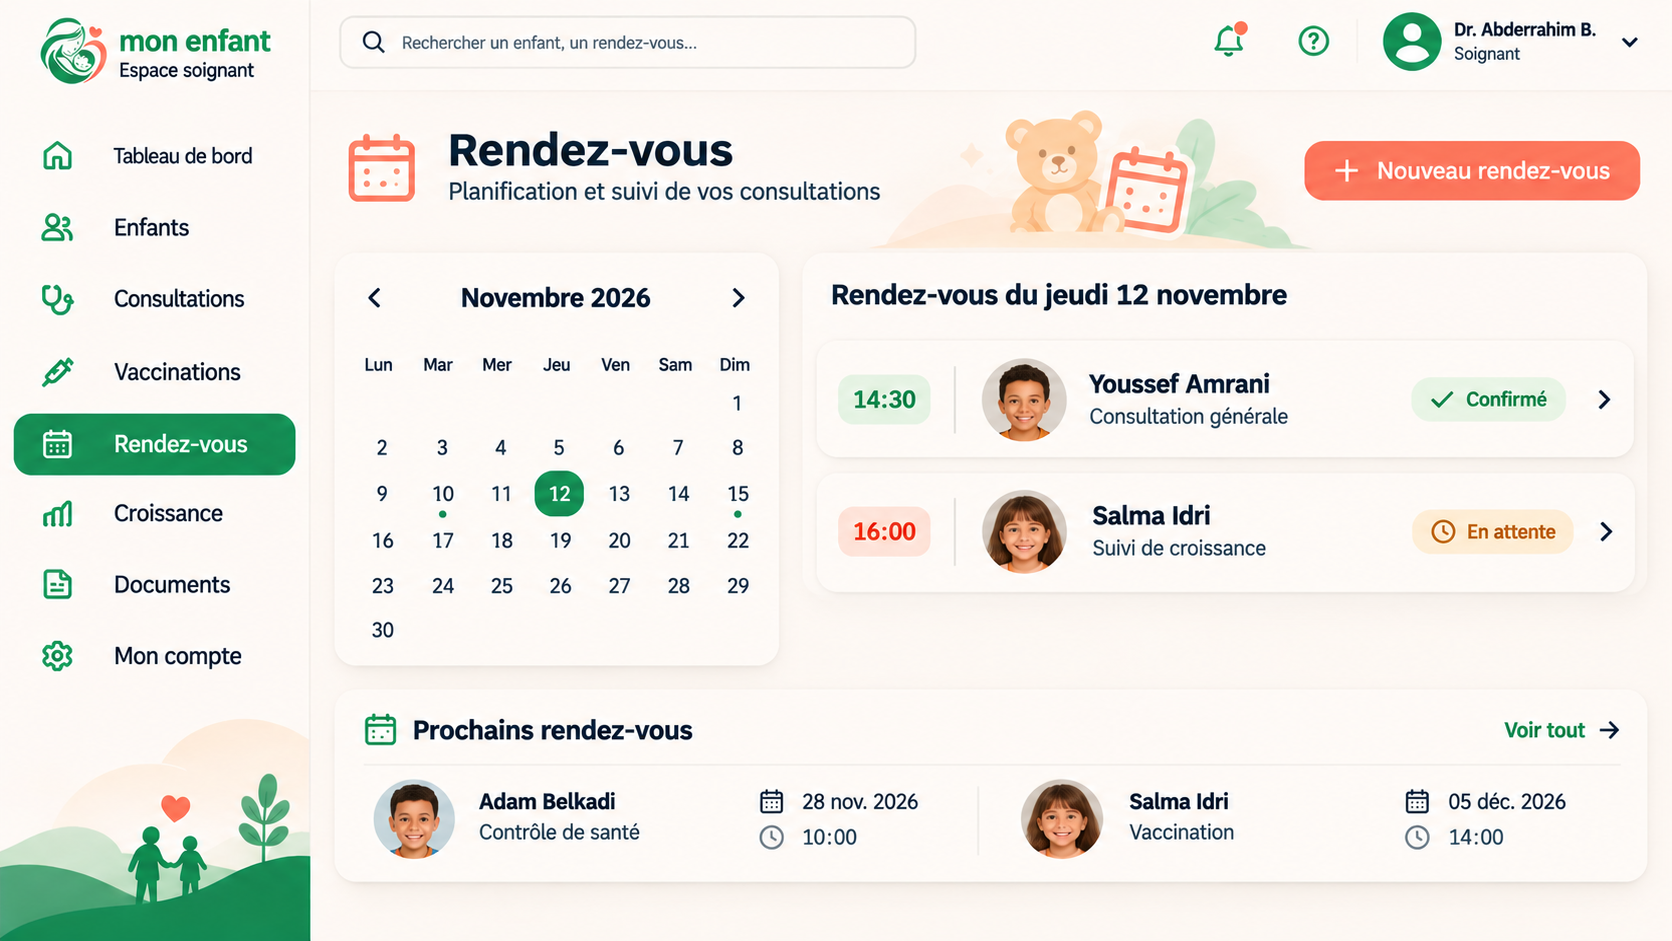 mon enfant
Espace soignant
Rechercher un enfant, un rendez-vous...
Dr. Abderrahim B.
Soignant
Tableau de bord
Enfants
Consultations
Vaccinations
Rendez-vous
Croissance
Documents
Mon compte
Rendez-vous
Planification et suivi de vos consultations
+ Nouveau rendez-vous
Novembre 2026
Lun Mar Mer Jeu Ven Sam Dim
1
2 3 4 5 6 7 8
9 10 11 12 13 14 15
16 17 18 19 20 21 22
23 24 25 26 27 28 29
30
Rendez-vous du jeudi 12 novembre
14:30
Youssef Amrani
Consultation générale
Confirmé
16:00
Salma Idri
Suivi de croissance
En attente
Prochains rendez-vous
Voir tout
Adam Belkadi
Contrôle de santé
28 nov. 2026
10:00
Salma Idri
Vaccination
05 déc. 2026
14:00